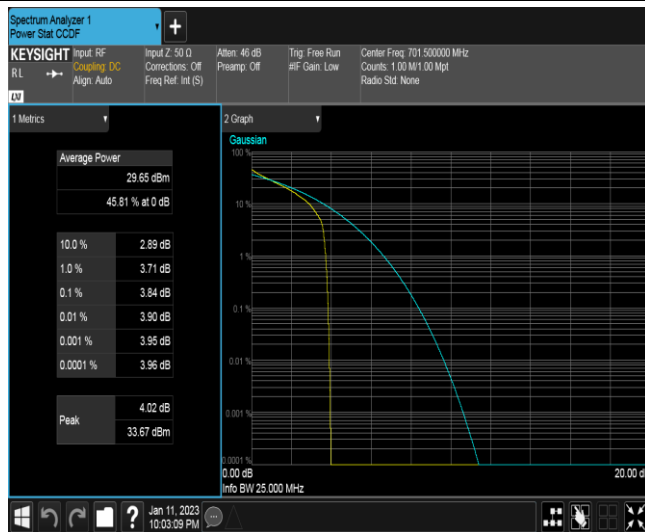 Spectrum Analyzer 1
Power Stat CCDF
+
KEYSIGHT
RL
LXI
Input: RF
Coupling: DC
Align: Auto
Input Z: 50 Ω
Corrections: Off
Freq Ref: Int (S)
Atten: 46 dB
Preamp: Off
Trig: Free Run
#IF Gain: Low
Center Freq: 701.500000 MHz
Counts: 1.00 M/1.00 Mpt
Radio Std: None
1 Metrics
Average Power
29.65 dBm
45.81 % at 0 dB
10.0 % 2.89 dB
1.0 % 3.71 dB
0.1 % 3.84 dB
0.01 % 3.90 dB
0.001 % 3.95 dB
0.0001 % 3.96 dB
Peak
4.02 dB
33.67 dBm
2 Graph
Gaussian
100 %
10 %
1 %
0.1 %
0.01 %
0.001 %
0.0001 %
0.00 dB
20.00 d
Info BW 25.000 MHz
?
Jan 11, 2023
10:03:09 PM